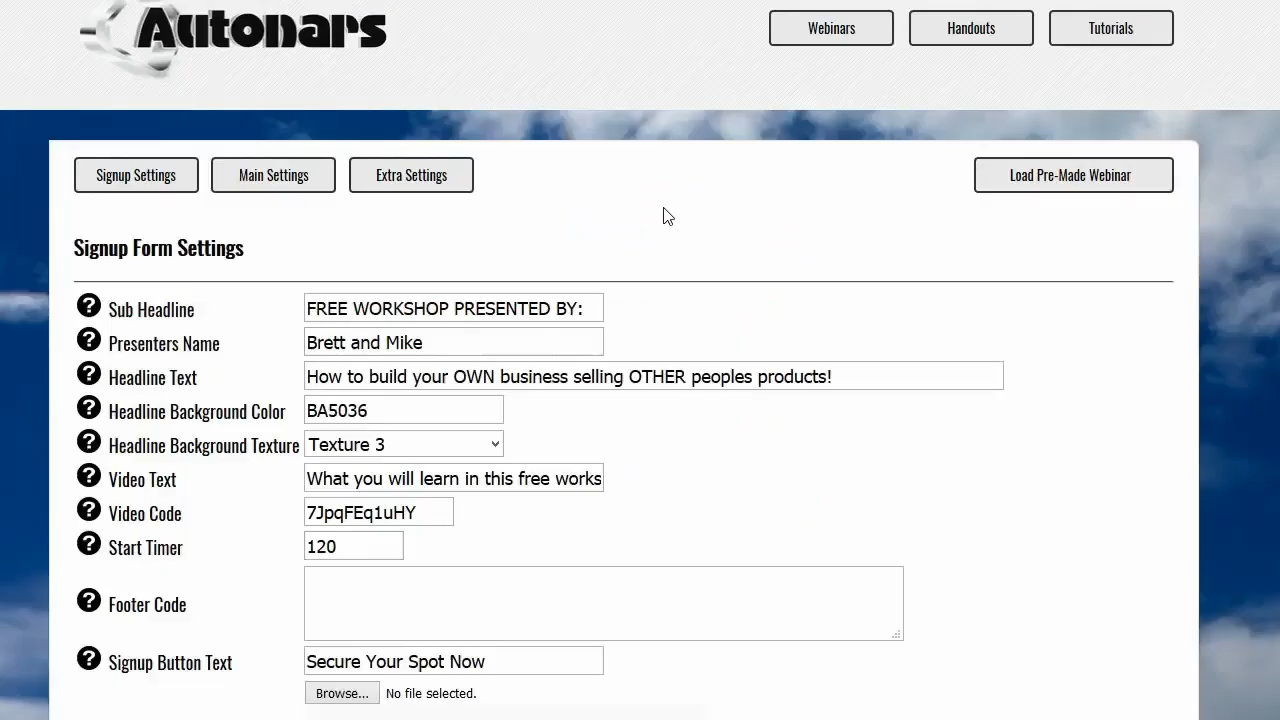 Autonars
Webinars
Handouts
Tutorials
Signup Settings
Main Settings
Extra Settings
Load Pre-Made Webinar
Signup Form Settings
? Sub Headline FREE WORKSHOP PRESENTED BY:
? Presenters Name Brett and Mike
? Headline Text How to build your OWN business selling OTHER peoples products!
? Headline Background Color BA5036
? Headline Background Texture Texture 3
? Video Text What you will learn in this free works
? Video Code 7JpqFEq1uHY
? Start Timer 120
? Footer Code
? Signup Button Text Secure Your Spot Now
Browse... No file selected.